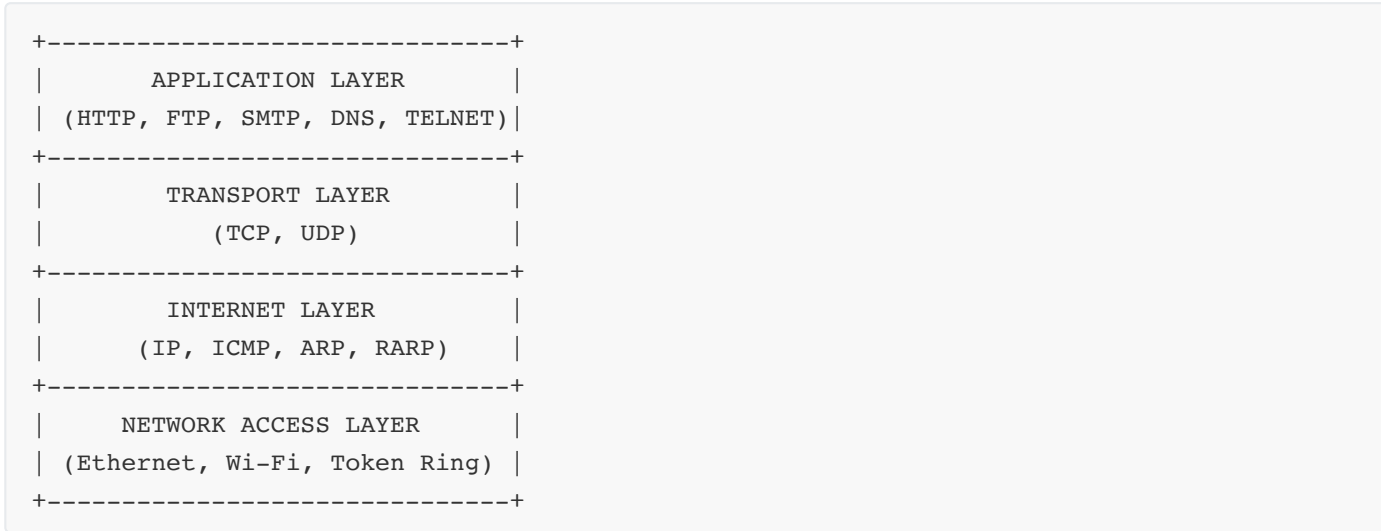 +-------------------------------+
|       APPLICATION LAYER       |
| (HTTP, FTP, SMTP, DNS, TELNET)|
+-------------------------------+
|        TRANSPORT LAYER        |
|           (TCP, UDP)          |
+-------------------------------+
|        INTERNET LAYER         |
|      (IP, ICMP, ARP, RARP)    |
+-------------------------------+
|     NETWORK ACCESS LAYER      |
| (Ethernet, Wi-Fi, Token Ring) |
+-------------------------------+